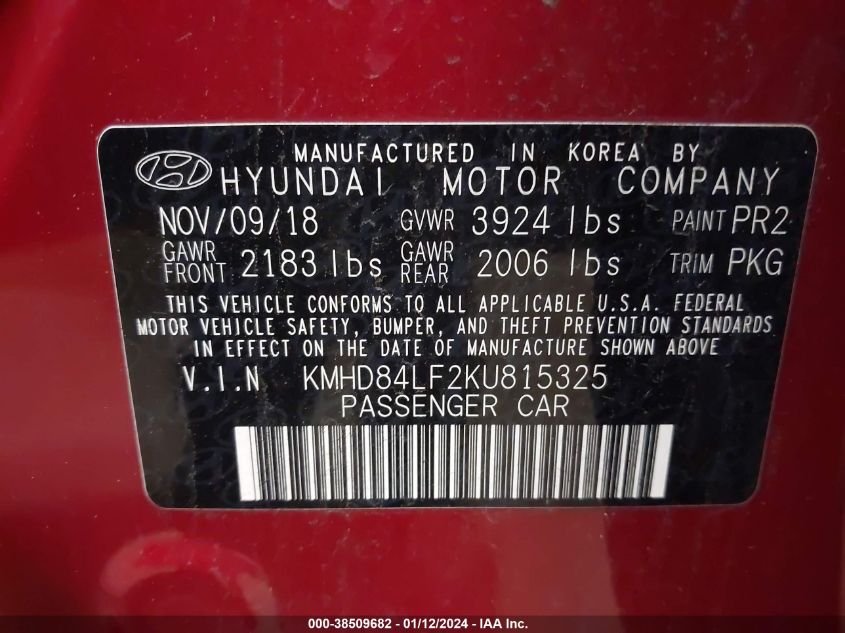 MANUFACTURED IN KOREA BY
HYUNDAI MOTOR COMPANY
NOV/09/18 GVWR 3924 lbs PAINT PR2
GAWR FRONT 2183 lbs GAWR REAR 2006 lbs TRIM PKG
THIS VEHICLE CONFORMS TO ALL APPLICABLE U.S.A. FEDERAL
MOTOR VEHICLE SAFETY, BUMPER, AND THEFT PREVENTION STANDARDS
IN EFFECT ON THE DATE OF MANUFACTURE SHOWN ABOVE
V.I.N KMHD84LF2KU815325
PASSENGER CAR
000-38509682 - 01/12/2024 - IAA Inc.